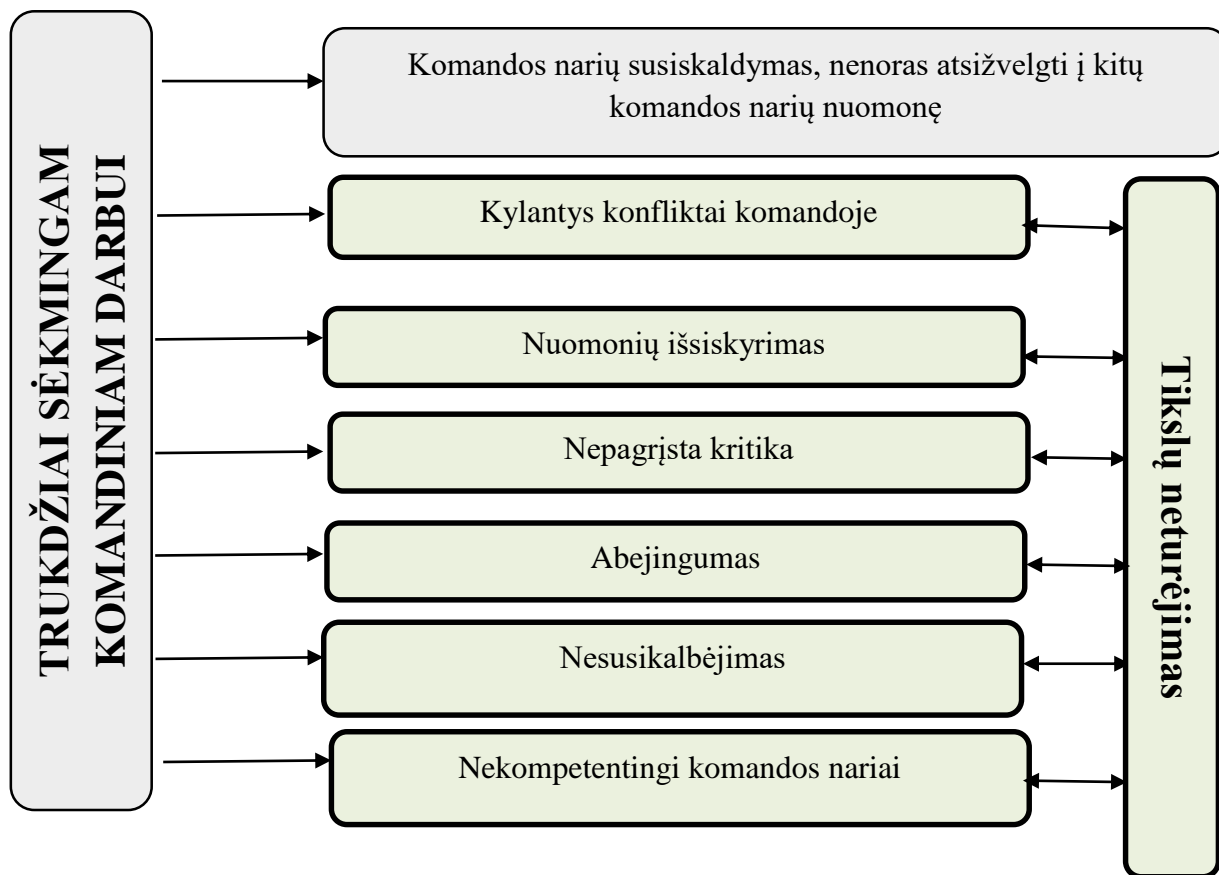 TRUKDŽIAI SĖKMINGAM
KOMANDINIAM DARBUI
Komandos narių susiskaldymas, nenoras atsižvelgti į kitų
komandos narių nuomonę
Kylantys konfliktai komandoje
Nuomonių išsiskyrimas
Nepagrįsta kritika
Abejingumas
Nesusikalbėjimas
Nekompetentingi komandos nariai
Tikslų neturėjimas